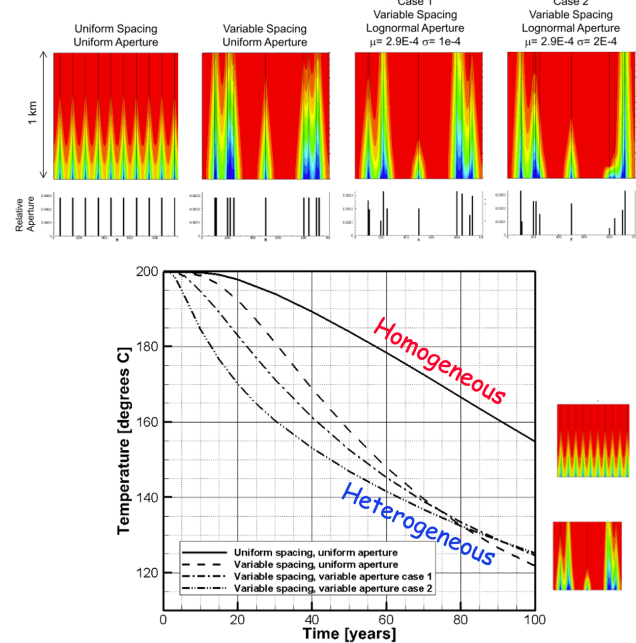 Case 1
Case 2
Uniform Spacing
Uniform Aperture
Variable Spacing
Uniform Aperture
Variable Spacing
Lognormal Aperture
μ= 2.9E-4 σ= 1e-4
Variable Spacing
Lognormal Aperture
μ= 2.9E-4 σ= 2E-4
1 km
Relative
Aperture
X
X
200
180
160
140
120
Temperature [degrees C]
Homogeneous
Heterogeneous
Uniform spacing, uniform aperture
Variable spacing, uniform aperture
Variable spacing, variable aperture case 1
Variable spacing, variable aperture case 2
0 20 40 60 80 100
Time [years]